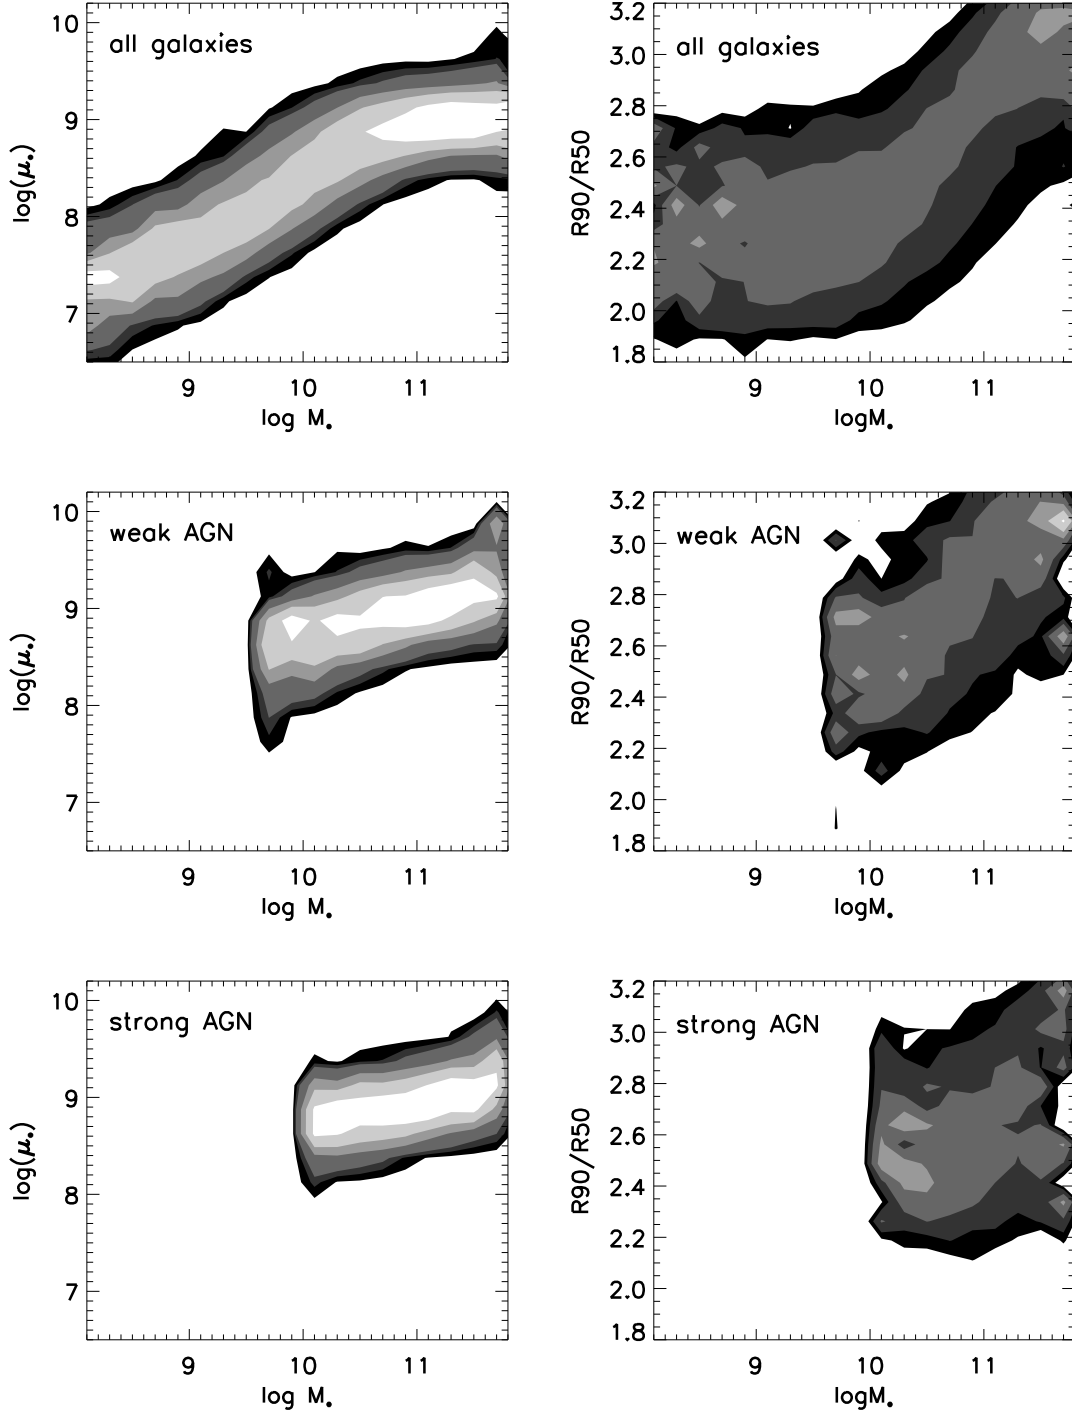 10
9
8
7
log(μ*)
all galaxies
9 10 11
log M*
3.2
3.0
2.8
2.6
2.4
2.2
2.0
1.8
R90/R50
all galaxies
9 10 11
logM*
10
9
8
7
log(μ*)
weak AGN
9 10 11
log M*
3.2
3.0
2.8
2.6
2.4
2.2
2.0
1.8
R90/R50
weak AGN
9 10 11
logM*
10
9
8
7
log(μ*)
strong AGN
9 10 11
log M*
3.2
3.0
2.8
2.6
2.4
2.2
2.0
1.8
R90/R50
strong AGN
9 10 11
logM*